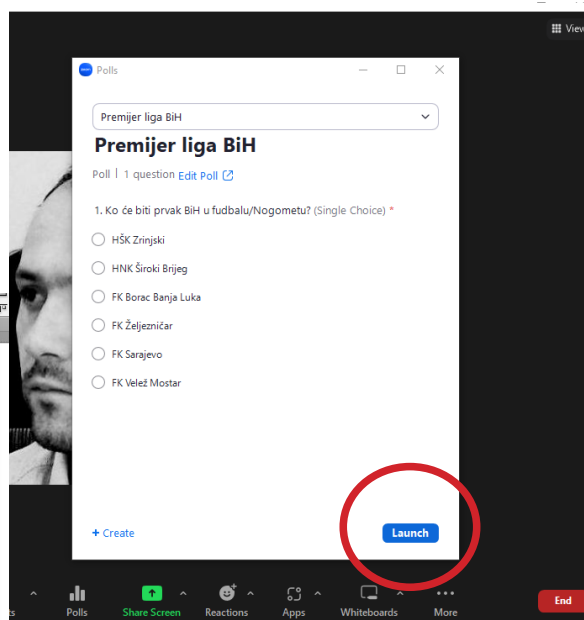 View
Polls
Premijer liga BiH
Premijer liga BiH
Poll | 1 question Edit Poll
1. Ko će biti prvak BiH u fudbalu/Nogometu? (Single Choice) *
HŠK Zrinjski
HNK Široki Brijeg
FK Borac Banja Luka
FK Željezničar
FK Sarajevo
FK Velež Mostar
+ Create
Launch
ts
Polls
Share Screen
Reactions
Apps
Whiteboards
More
End